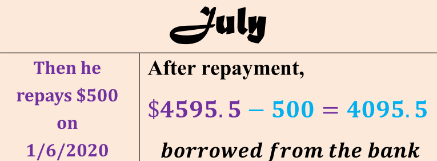 July
Then he
repays $500
on
1/6/2020
After repayment,
$4595.5 − 500 = 4095.5
borrowed from the bank